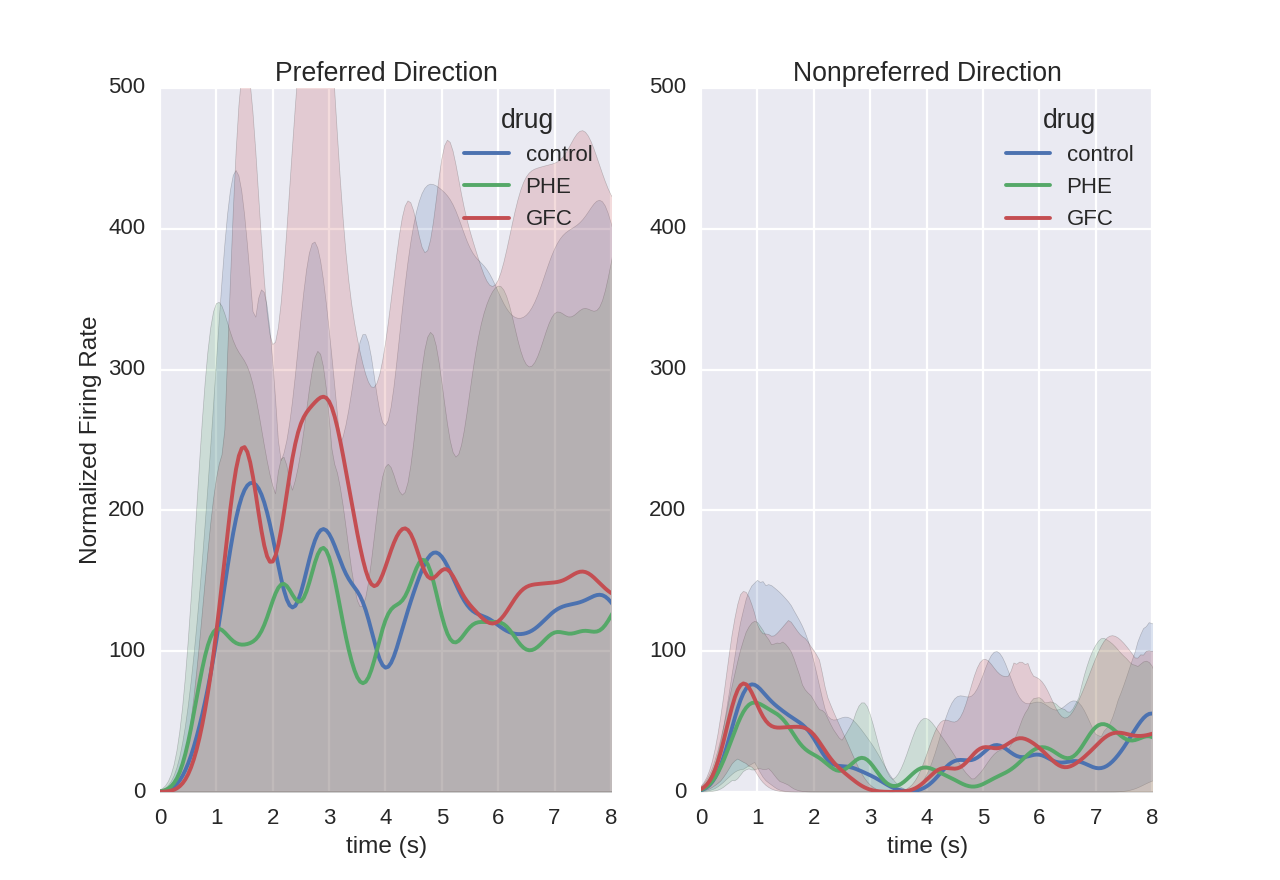 Preferred Direction
500
400
300
200
100
0
Normalized Firing Rate
drug
control
PHE
GFC
0 1 2 3 4 5 6 7 8
time (s)
Nonpreferred Direction
500
400
300
200
100
0
drug
control
PHE
GFC
0 1 2 3 4 5 6 7 8
time (s)